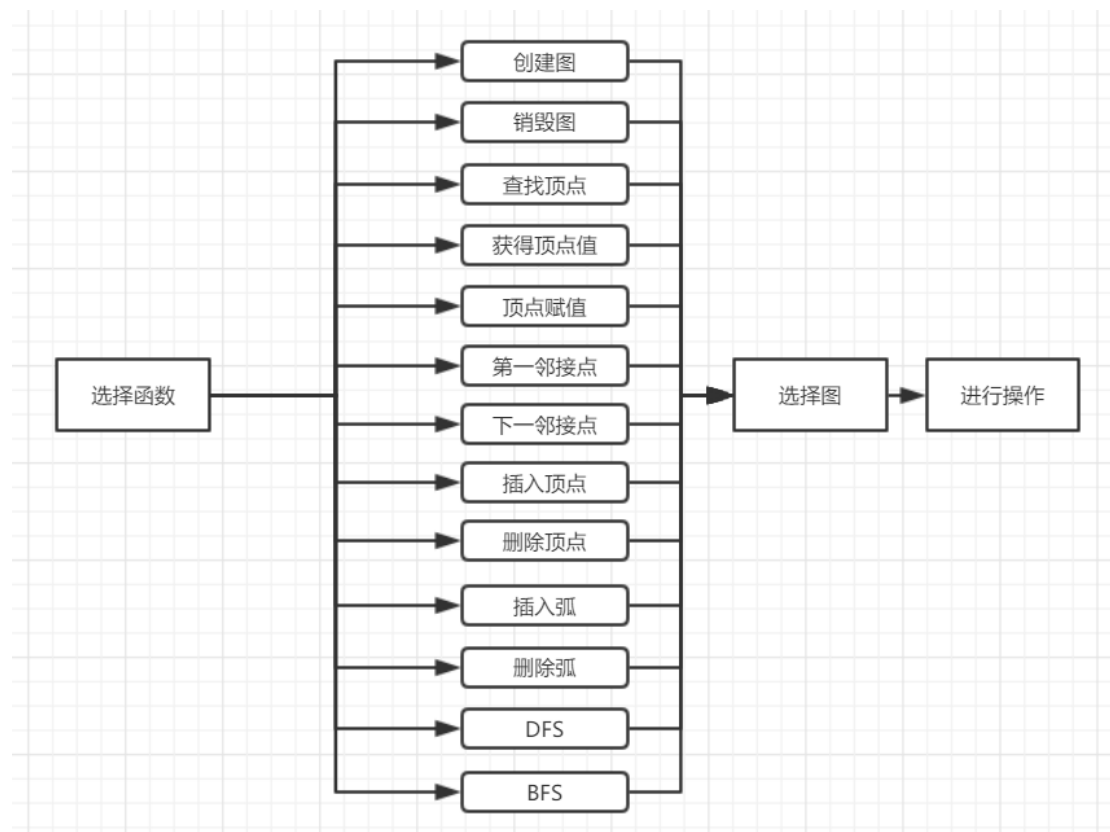 选择函数
创建图
销毁图
查找顶点
获得顶点值
顶点赋值
第一邻接点
下一邻接点
插入顶点
删除顶点
插入弧
删除弧
DFS
BFS
选择图
进行操作